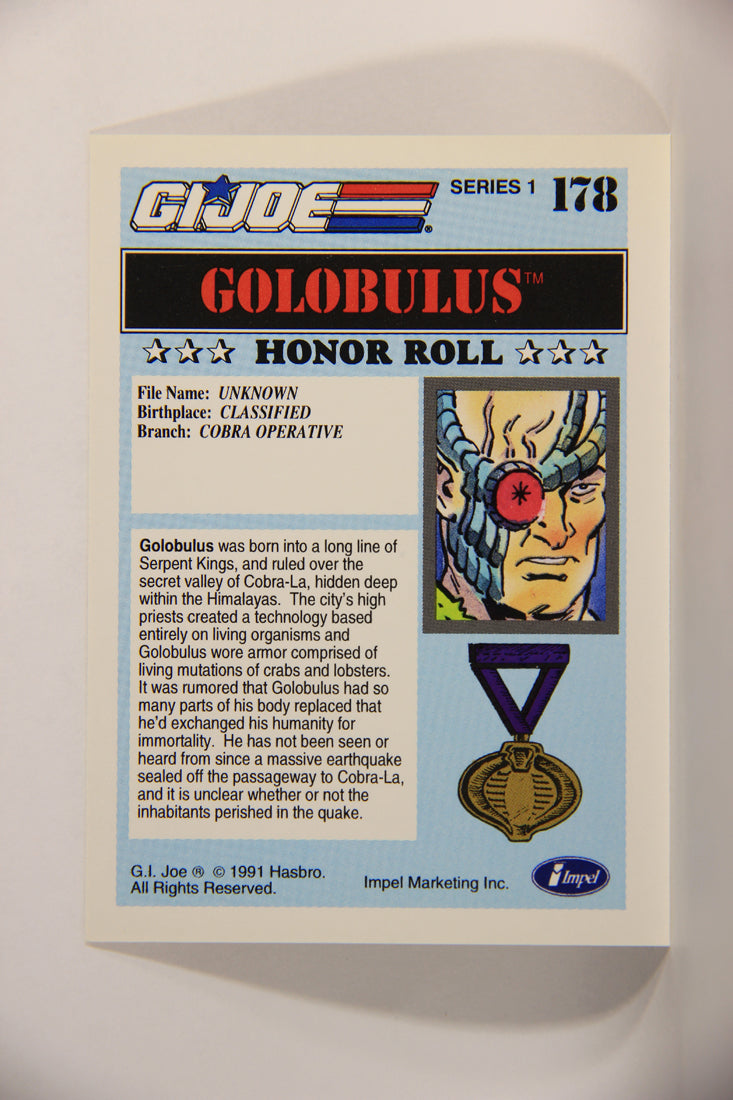 G.I.JOE ®
SERIES 1 178
GOLOBULUS™
HONOR ROLL
File Name: UNKNOWN
Birthplace: CLASSIFIED
Branch: COBRA OPERATIVE
Golobulus was born into a long line of
Serpent Kings, and ruled over the
secret valley of Cobra-La, hidden deep
within the Himalayas. The city's high
priests created a technology based
entirely on living organisms and
Golobulus wore armor comprised of
living mutations of crabs and lobsters.
It was rumored that Golobulus had so
many parts of his body replaced that
he'd exchanged his humanity for
immortality. He has not been seen or
heard from since a massive earthquake
sealed off the passageway to Cobra-La,
and it is unclear whether or not the
inhabitants perished in the quake.
G.I. Joe ® © 1991 Hasbro.
All Rights Reserved.
Impel Marketing Inc.
Impel